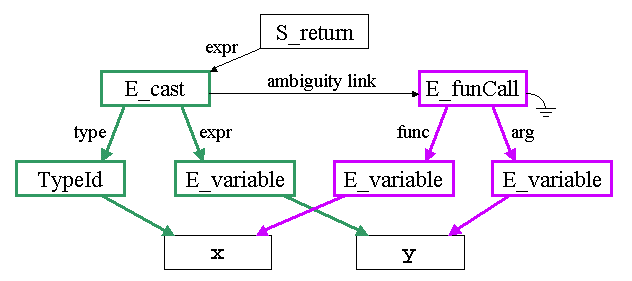 S_return
expr
E_cast
ambiguity link
E_funCall
type
expr
func
arg
TypeId
E_variable
E_variable
E_variable
x
y